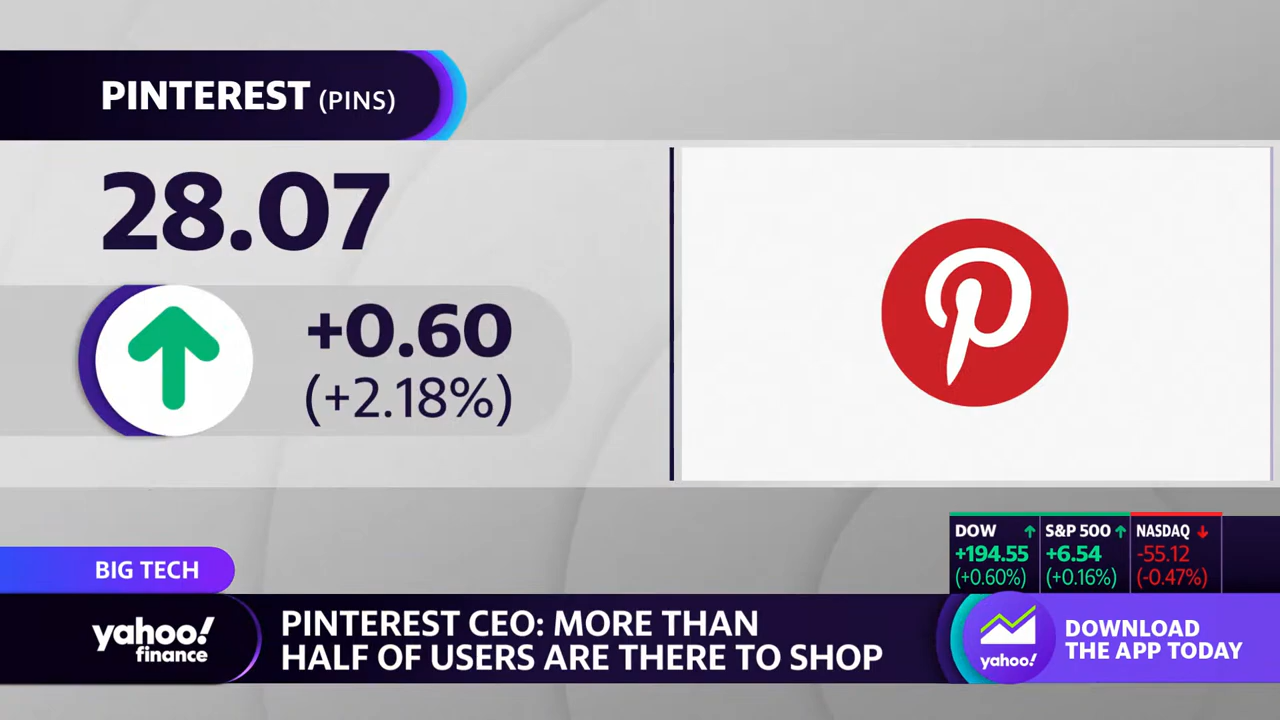 PINTEREST (PINS)
28.07
+0.60
(+2.18%)
DOW
+194.55
(+0.60%)
S&P 500
+6.54
(+0.16%)
NASDAQ
-55.12
(-0.47%)
BIG TECH
yahoo!
finance
PINTEREST CEO: MORE THAN
HALF OF USERS ARE THERE TO SHOP
yahoo!
DOWNLOAD
THE APP TODAY